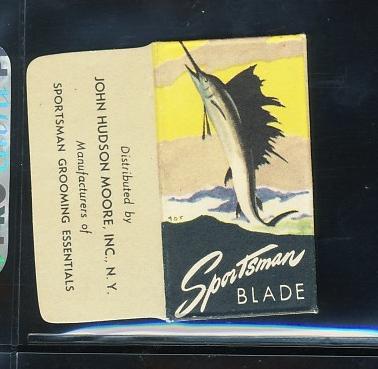 Distributed by
JOHN HUDSON MOORE, INC., N. Y.
Manufacturers of
SPORTSMAN GROOMING ESSENTIALS
Sportsman
BLADE